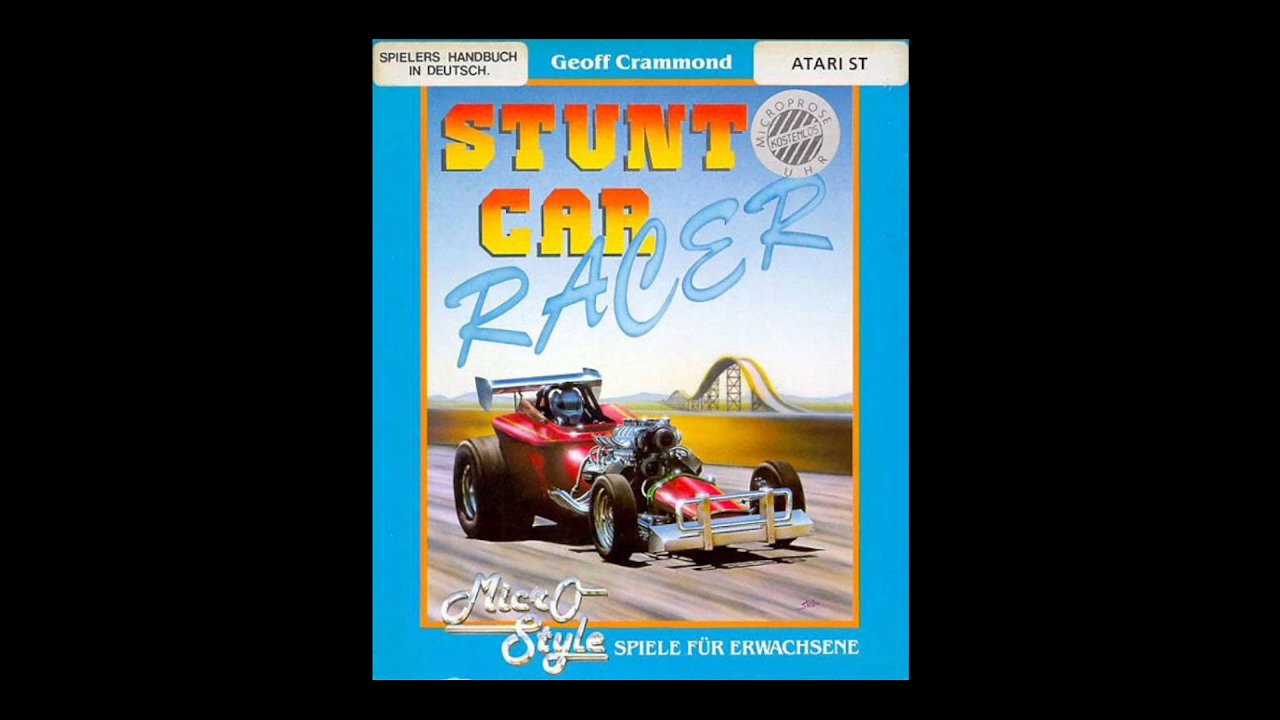 SPIELERS HANDBUCH
IN DEUTSCH.
Geoff Crammond
ATARI ST
STUNT
CAR
RACER
MICROPROSE
KOSTENLOS
UHR
MicrO
Style
SPIELE FÜR ERWACHSENE